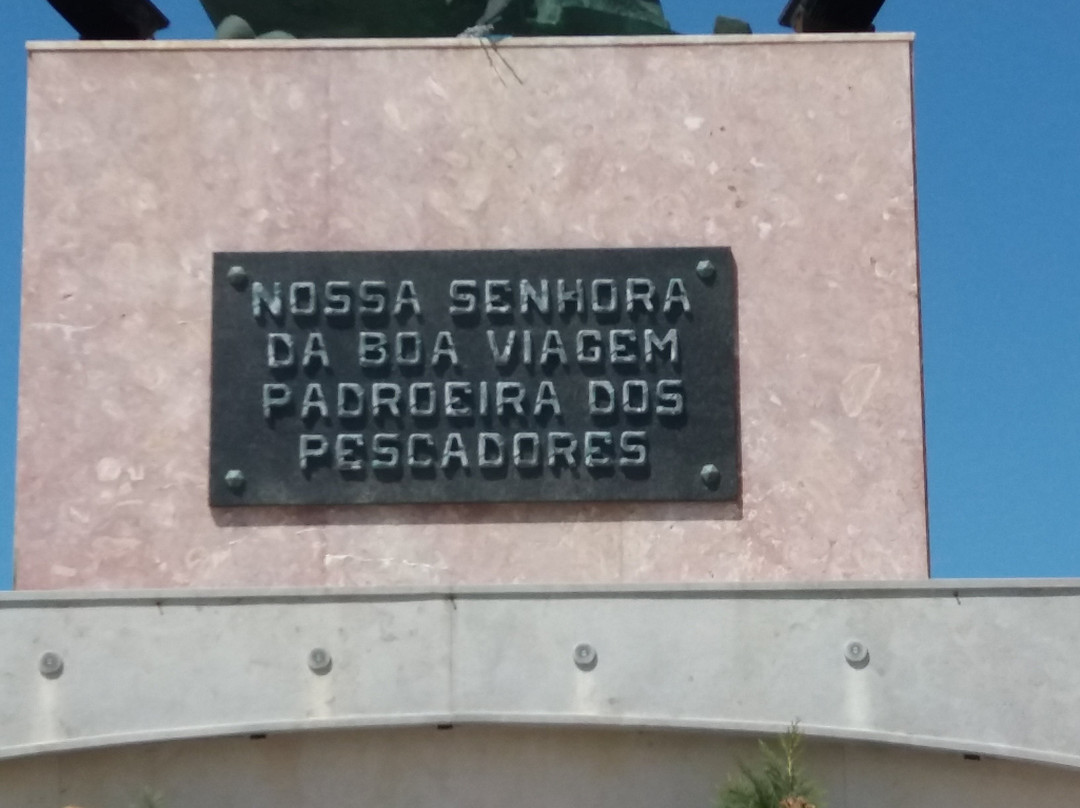 NOSSA SENHORA
DA BOA VIAGEM
PADROEIRA DOS
PESCADORES